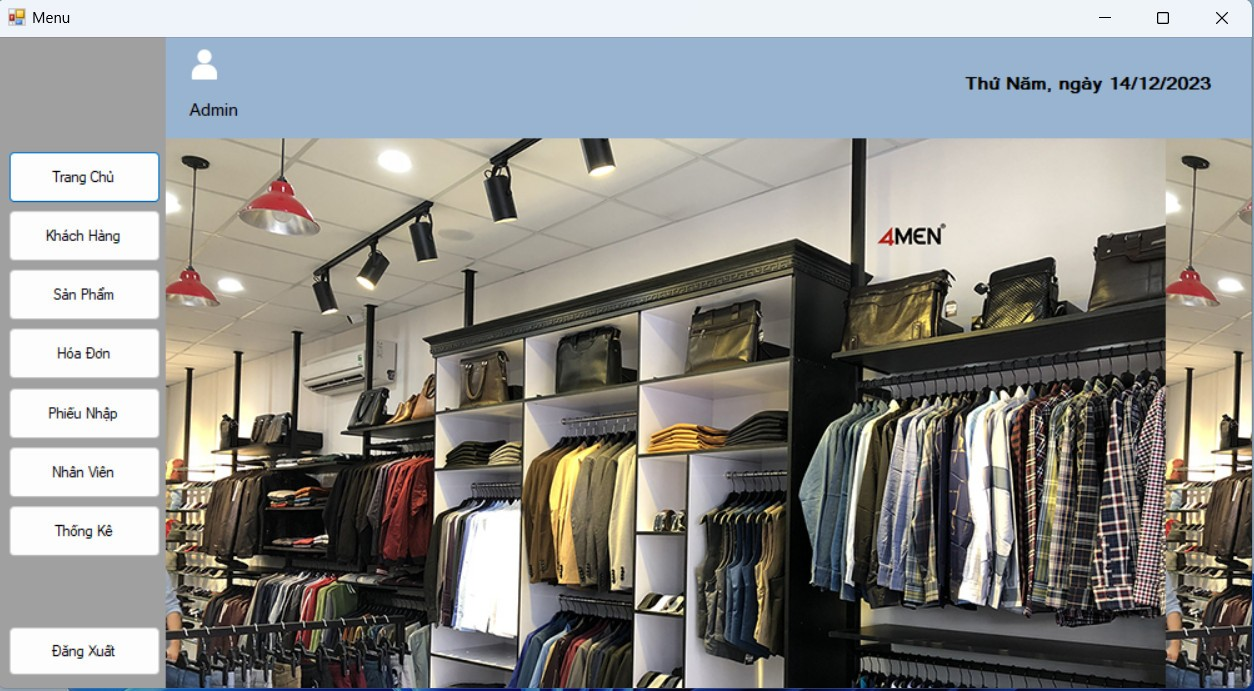 Menu
Admin
Thứ Năm, ngày 14/12/2023
Trang Chủ
Khách Hàng
Sản Phẩm
Hóa Đơn
Phiếu Nhập
Nhân Viên
Thống Kê
Đăng Xuất
4MEN®